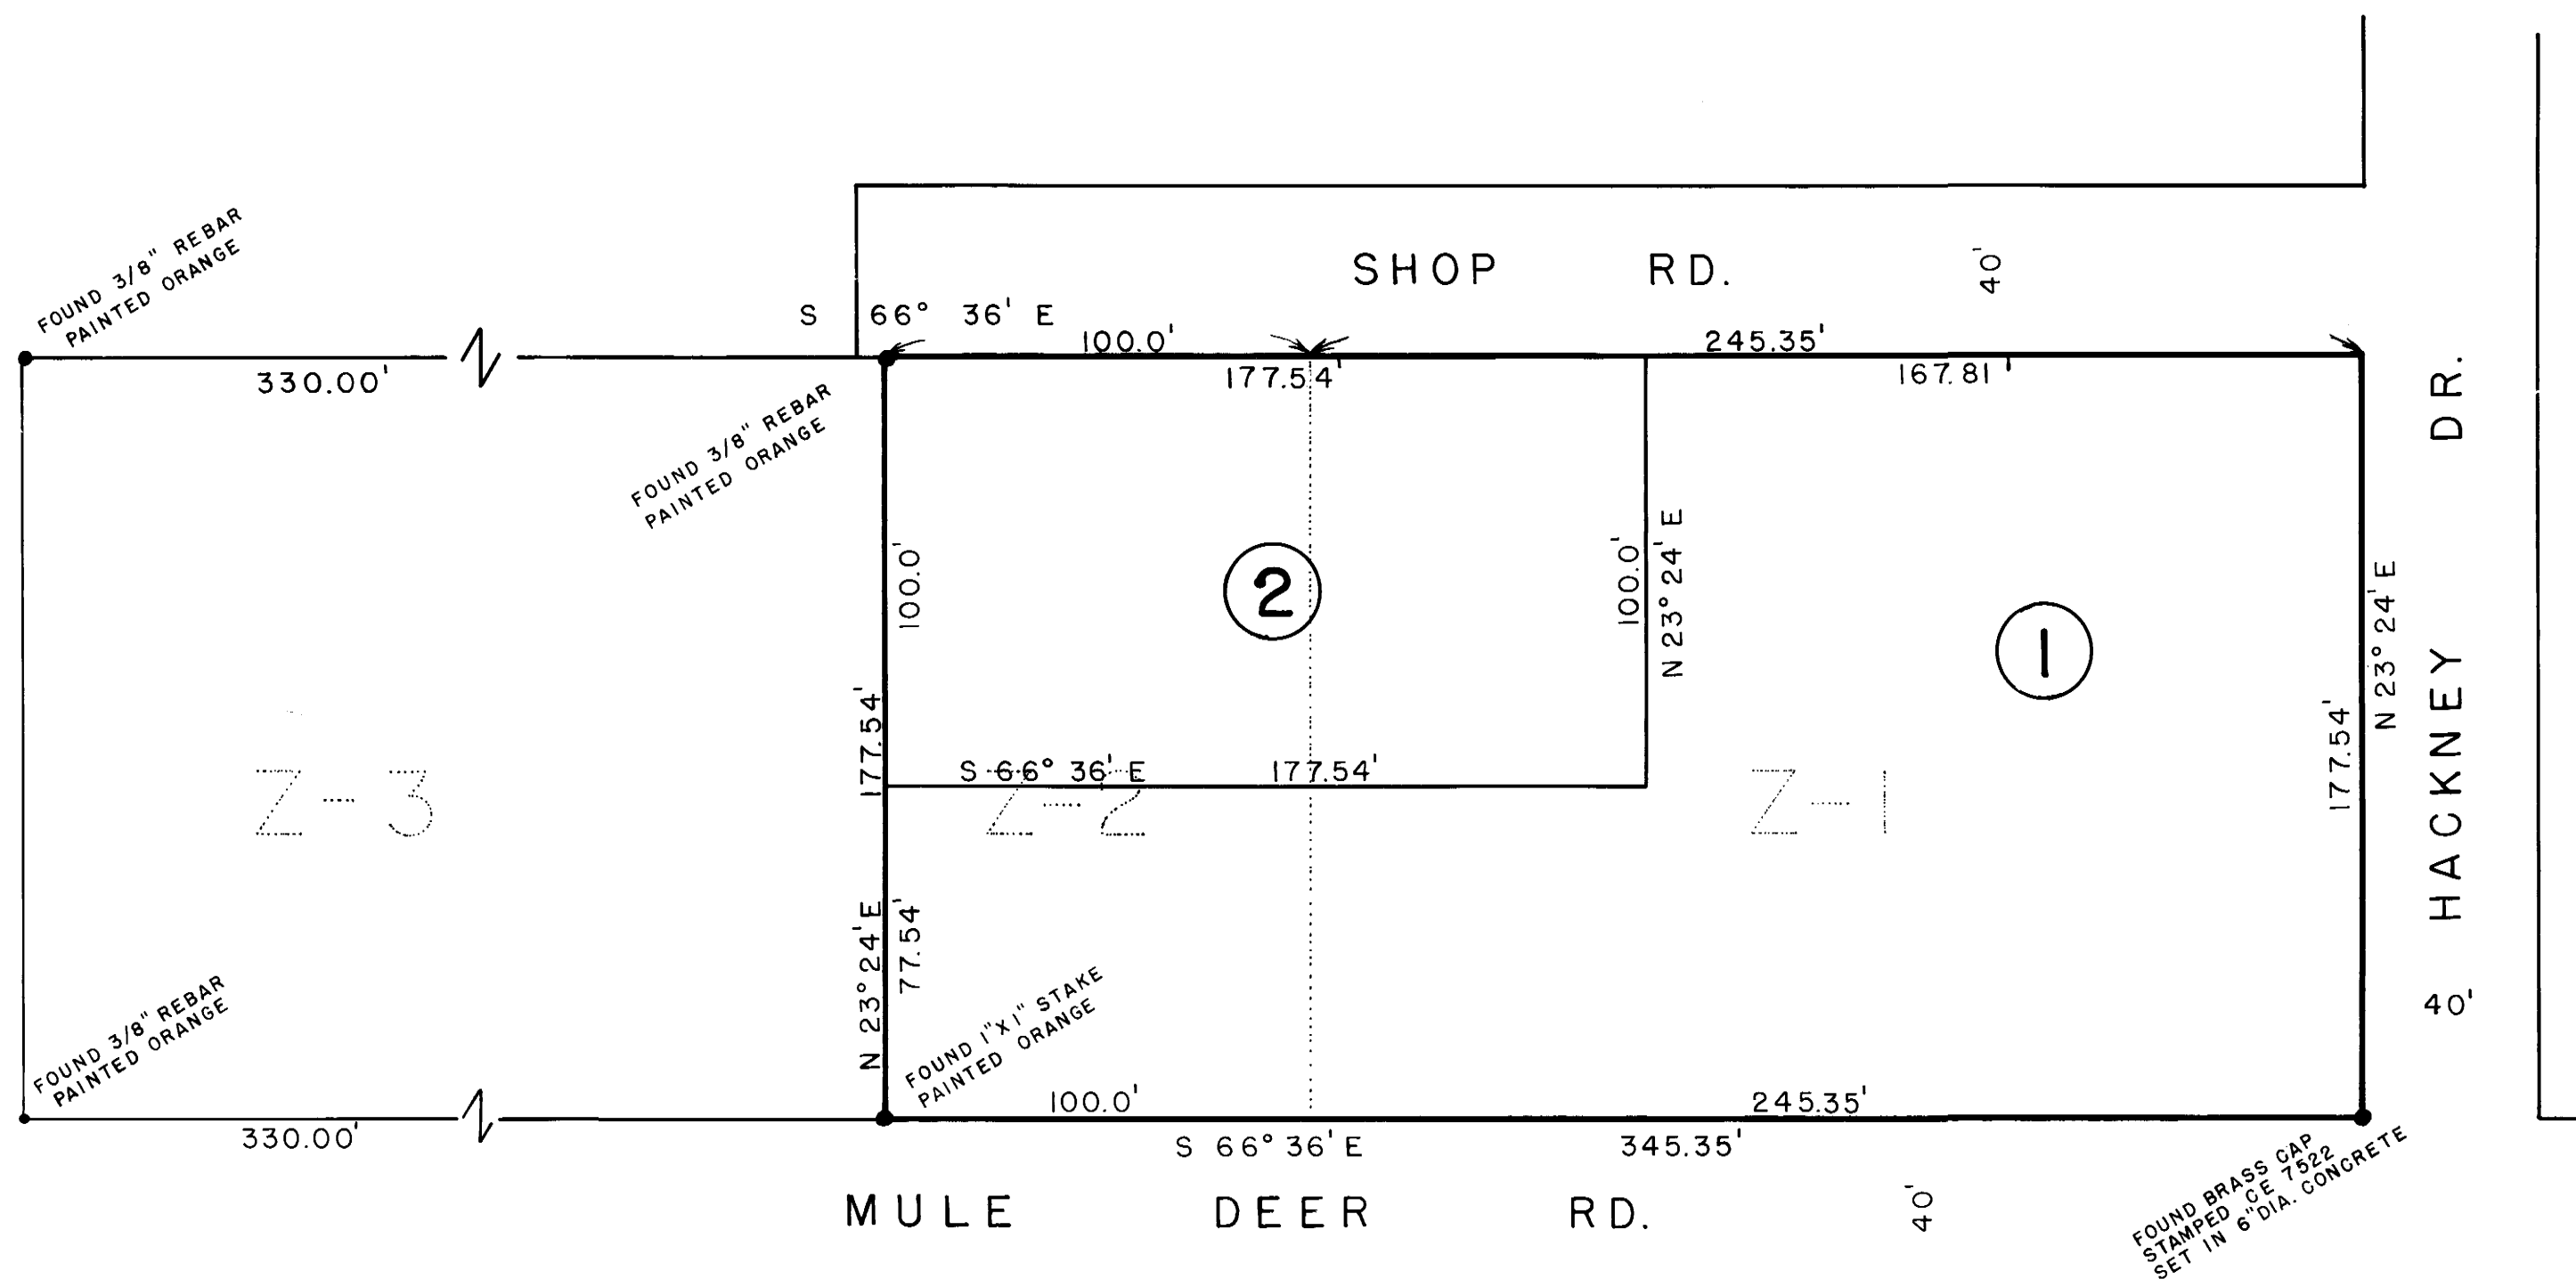 SHOP RD. 40'
FOUND 3/8" REBAR
PAINTED ORANGE
S 66° 36' E
100.0'
245.35'
330.00'
177.54'
167.81'
FOUND 3/8" REBAR
PAINTED ORANGE
DR.
HACKNEY
40'
100.0'
2
100.0'
N 23° 24' E
1
N 23° 24' E
177.54'
177.54'
S 66° 36' E
177.54'
Z-3
Z-2
Z-1
N 23° 24' E
77.54'
FOUND 3/8" REBAR
PAINTED ORANGE
FOUND 1"X1" STAKE
PAINTED ORANGE
100.0'
245.35'
330.00'
S 66° 36' E
345.35'
MULE DEER RD. 40'
FOUND BRASS CAP
STAMPED CE 7522
SET IN 6" DIA. CONCRETE